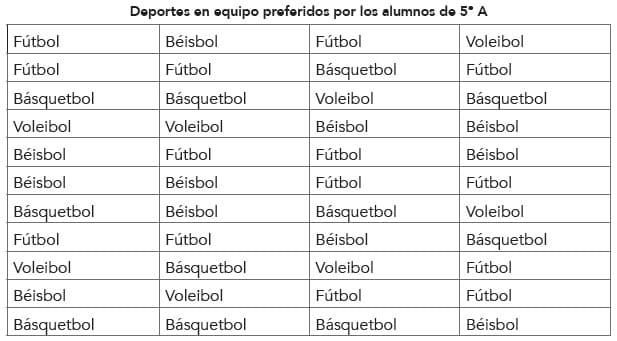 Deportes en equipo preferidos por los alumnos de 5° A
Fútbol Béisbol Fútbol Voleibol
Fútbol Fútbol Básquetbol Fútbol
Básquetbol Básquetbol Voleibol Básquetbol
Voleibol Voleibol Béisbol Béisbol
Béisbol Fútbol Fútbol Béisbol
Béisbol Béisbol Fútbol Fútbol
Básquetbol Béisbol Básquetbol Voleibol
Fútbol Fútbol Béisbol Básquetbol
Voleibol Básquetbol Voleibol Fútbol
Béisbol Voleibol Fútbol Fútbol
Básquetbol Básquetbol Básquetbol Béisbol